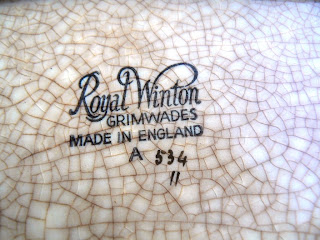 Royal Winton
GRIMWADES
MADE IN ENGLAND
A 534
11